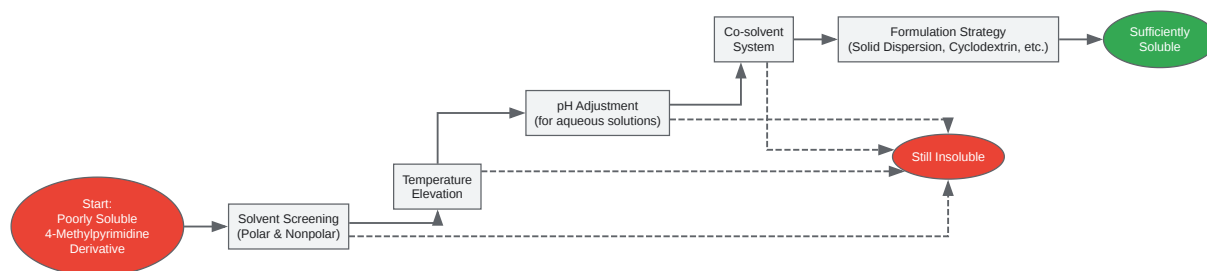 Start:
Poorly Soluble
4-Methylpyrimidine
Derivative
Solvent Screening
(Polar & Nonpolar)
Temperature
Elevation
pH Adjustment
(for aqueous solutions)
Co-solvent
System
Formulation Strategy
(Solid Dispersion, Cyclodextrin, etc.)
Sufficiently
Soluble
Still Insoluble